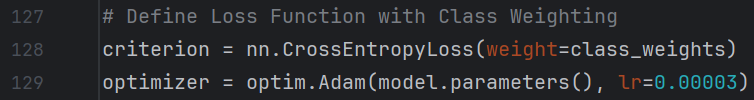 127 # Define Loss Function with Class Weighting
128 criterion = nn.CrossEntropyLoss(weight=class_weights)
129 optimizer = optim.Adam(model.parameters(), lr=0.00003)